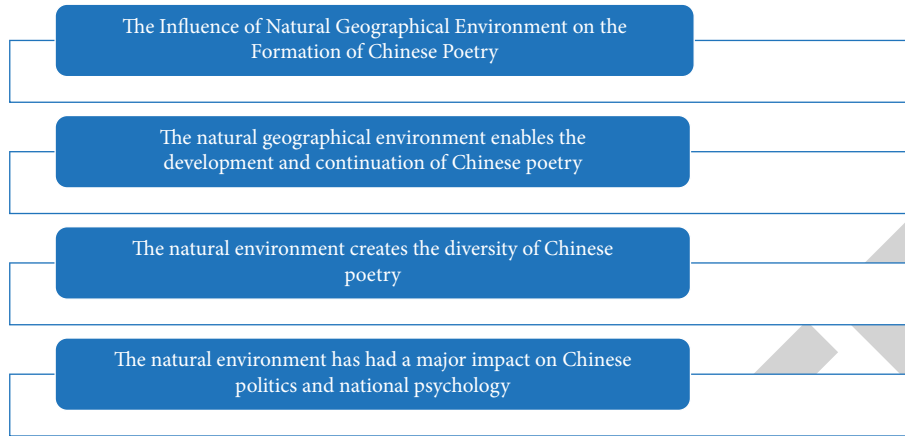 The Influence of Natural Geographical Environment on the
Formation of Chinese Poetry
The natural geographical environment enables the
development and continuation of Chinese poetry
The natural environment creates the diversity of Chinese
poetry
The natural environment has had a major impact on Chinese
politics and national psychology